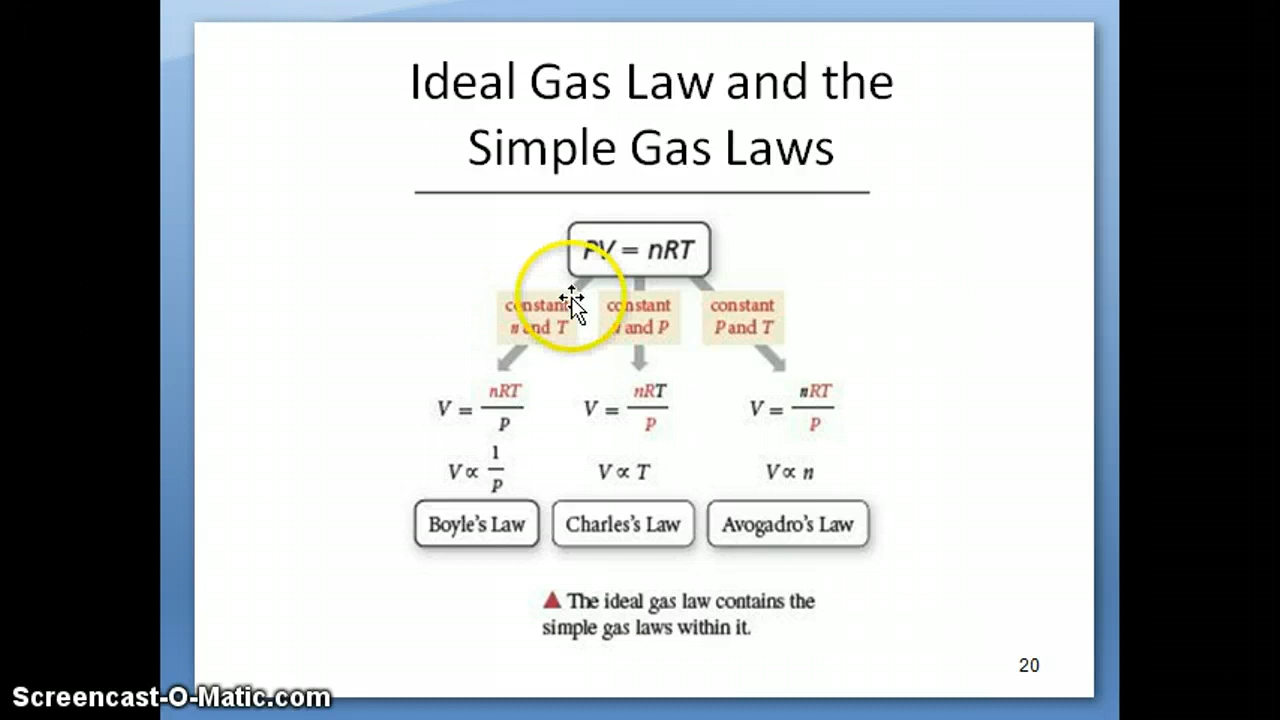 Ideal Gas Law and the
Simple Gas Laws
PV = nRT
constant constant constant
n and T and P P and T
V = nRT/P V = nRT/P V = nRT/P
V ∝ 1/P V ∝ T V ∝ n
Boyle's Law Charles's Law Avogadro's Law
▲ The ideal gas law contains the
simple gas laws within it.
20
Screencast-O-Matic.com